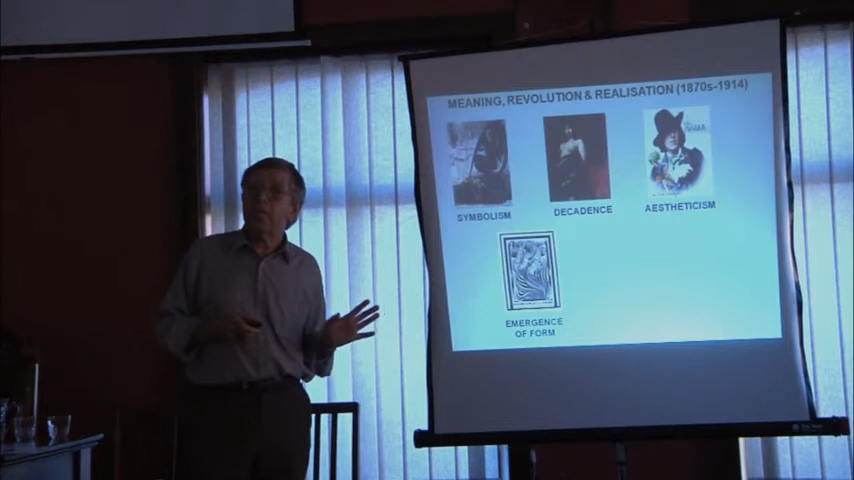 MEANING, REVOLUTION & REALISATION (1870s-1914)
SYMBOLISM
DECADENCE
AESTHETICISM
EMERGENCE
OF FORM